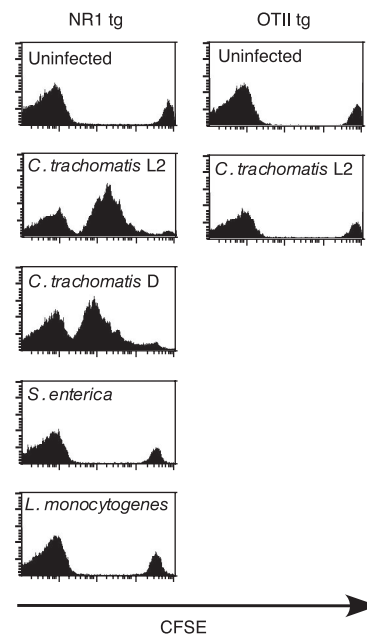 NR1 tg
OTII tg
Uninfected
Uninfected
C. trachomatis L2
C. trachomatis L2
C. trachomatis D
S. enterica
L. monocytogenes
CFSE